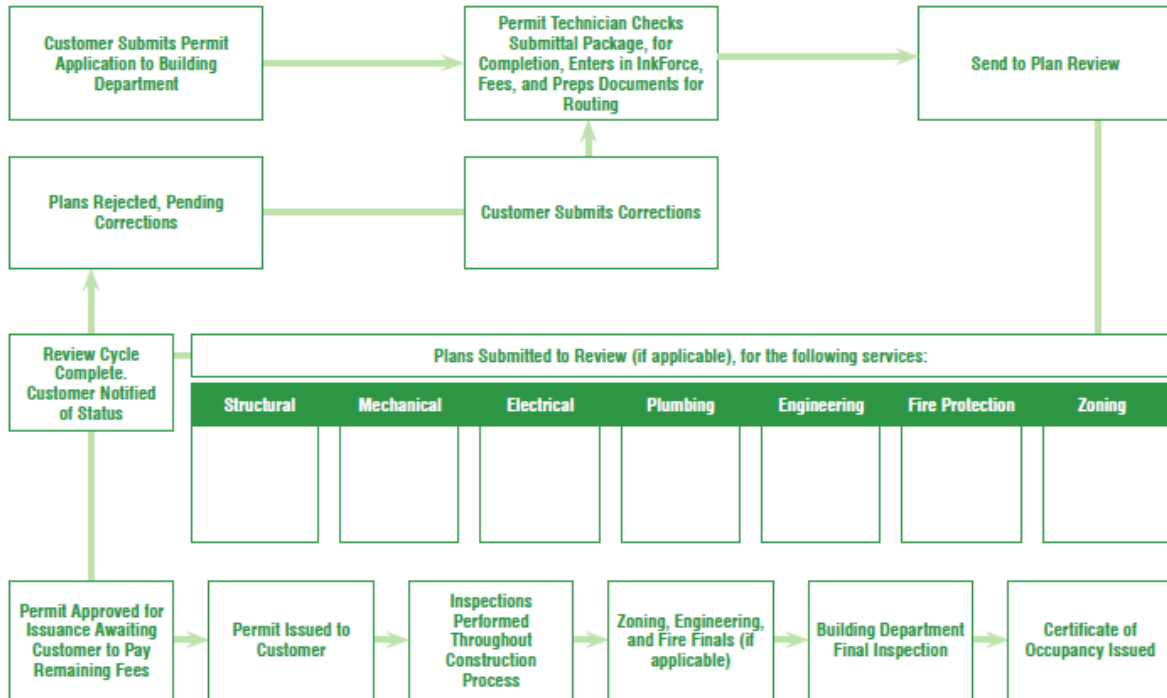 Customer Submits Permit
Application to Building
Department
Permit Technician Checks
Submittal Package, for
Completion, Enters in InkForce,
Fees, and Preps Documents for
Routing
Send to Plan Review
Plans Rejected, Pending
Corrections
Customer Submits Corrections
Review Cycle
Complete.
Customer Notified
of Status
Plans Submitted to Review (if applicable), for the following services:
Structural
Mechanical
Electrical
Plumbing
Engineering
Fire Protection
Zoning
Permit Approved for
Issuance Awaiting
Customer to Pay
Remaining Fees
Permit Issued to
Customer
Inspections
Performed
Throughout
Construction
Process
Zoning, Engineering,
and Fire Finals (if
applicable)
Building Department
Final Inspection
Certificate of
Occupancy Issued